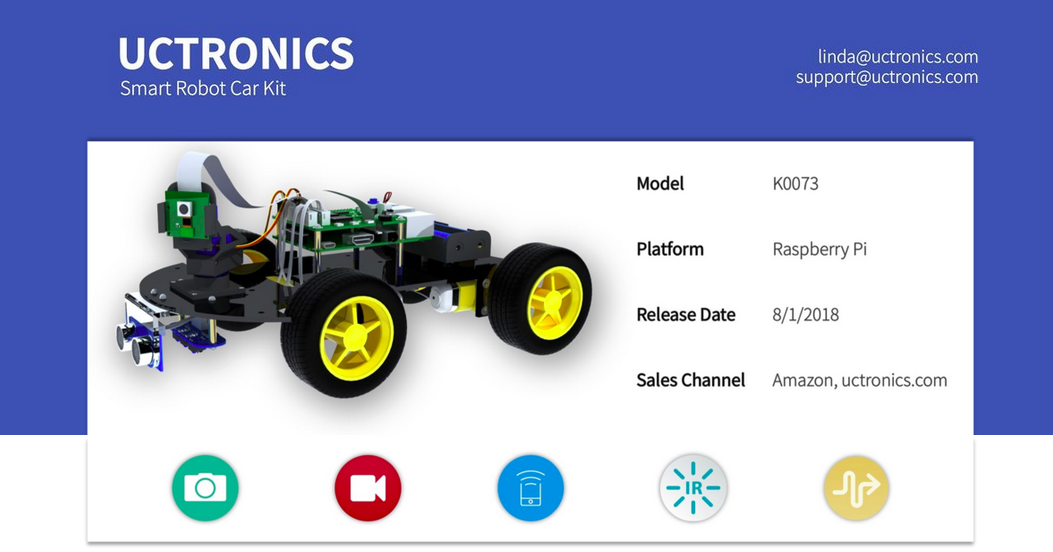 UCTRONICS
Smart Robot Car Kit
linda@uctronics.com
support@uctronics.com
Model K0073
Platform Raspberry Pi
Release Date 8/1/2018
Sales Channel Amazon, uctronics.com
IR